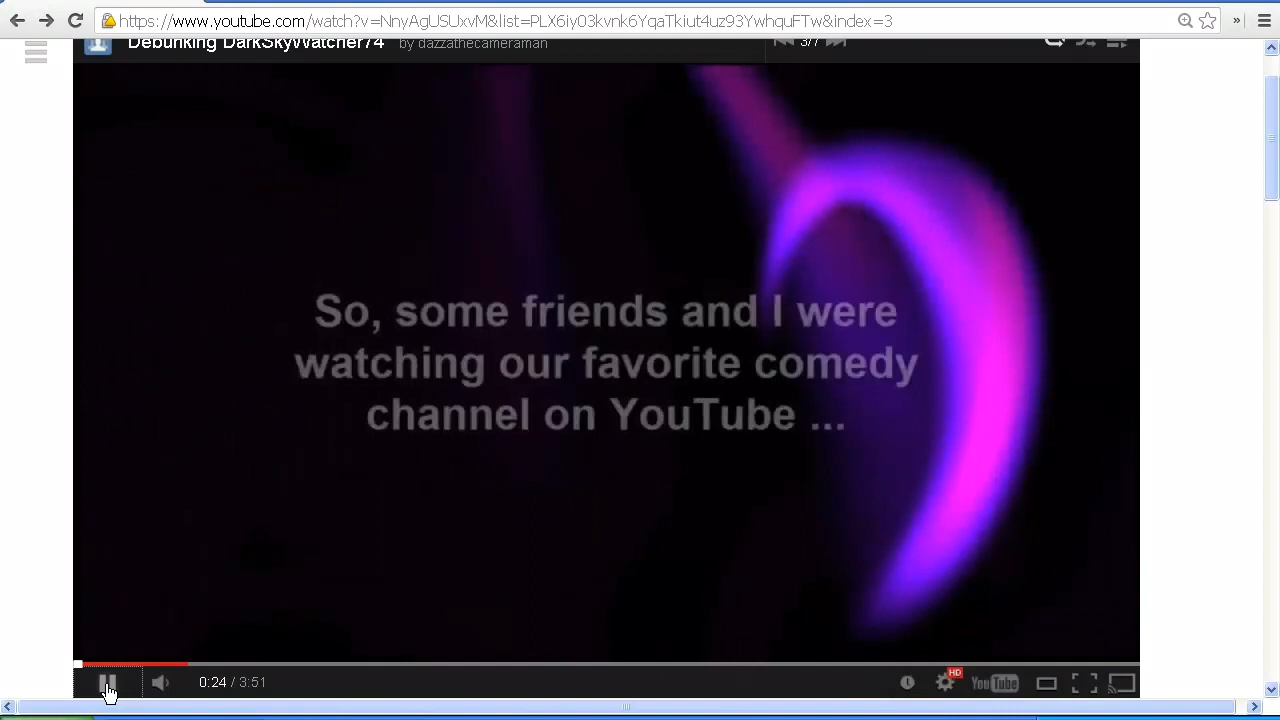 https://www.youtube.com/watch?v=NnyAgUSUxvM&list=PLX6iy03kvnk6YqaTkiut4uz93YwhruFTw&index=3
Debunking DarkSkyWatcher74 by dazzathecameraman 3/7
So, some friends and I were
watching our favorite comedy
channel on YouTube ...
0:24 / 3:51
HD
YouTube